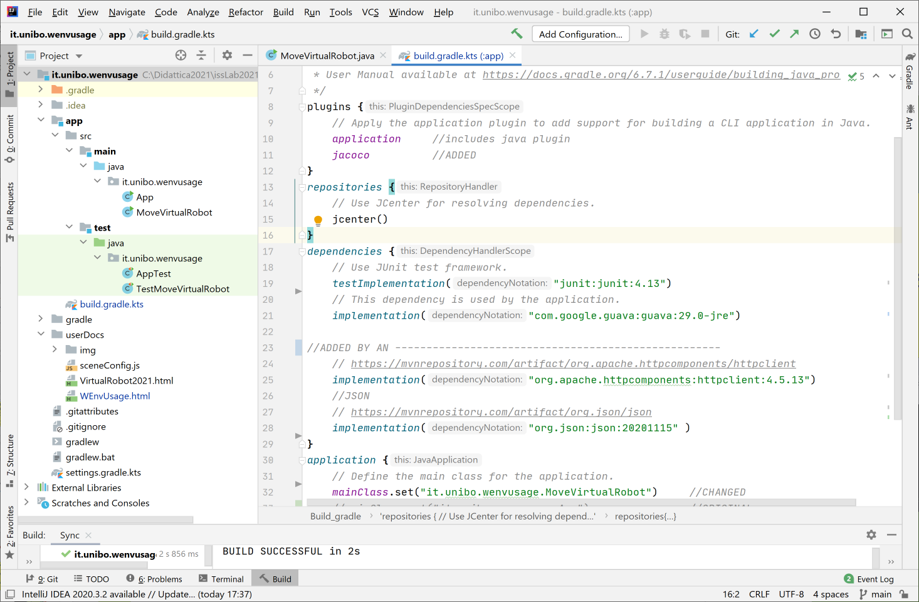 File Edit View Navigate Code Analyze Refactor Build Run Tools VCS Window Help it.unibo.wenvusage - build.gradle.kts (:app)
it.unibo.wenvusage app build.gradle.kts Add Configuration... Git:
Project
MoveVirtualRobot.java build.gradle.kts (:app)
1: Project
0: Commit
Pull Requests
7: Structure
2: Favorites
it.unibo.wenvusage C:\Didattica2021\issLab2021
.gradle
.idea
app
src
main
java
it.unibo.wenvusage
App
MoveVirtualRobot
test
java
it.unibo.wenvusage
AppTest
TestMoveVirtualRobot
build.gradle.kts
gradle
userDocs
img
sceneConfig.js
VirtualRobot2021.html
WEnvUsage.html
.gitattributes
.gitignore
gradlew
gradlew.bat
settings.gradle.kts
External Libraries
Scratches and Consoles
6 * User Manual available at https://docs.gradle.org/6.7.1/userguide/building_java_pro 5
7 */
8 plugins { this: PluginDependenciesSpecScope
9 // Apply the application plugin to add support for building a CLI application in Java.
10 application //includes java plugin
11 jacoco //ADDED
12 }
13 repositories { this: RepositoryHandler
14 // Use JCenter for resolving dependencies.
15 jcenter()
16 }
17 dependencies { this: DependencyHandlerScope
18 // Use JUnit test framework.
19 testImplementation( dependencyNotation: "junit:junit:4.13")
20 // This dependency is used by the application.
21 implementation( dependencyNotation: "com.google.guava:guava:29.0-jre")
22
23 //ADDED BY AN ----------------------------------------------------
24 // https://mvnrepository.com/artifact/org.apache.httpcomponents/httpclient
25 implementation( dependencyNotation: "org.apache.httpcomponents:httpclient:4.5.13")
26 //JSON
27 // https://mvnrepository.com/artifact/org.json/json
28 implementation( dependencyNotation: "org.json:json:20201115" )
29 }
30 application { this: JavaApplication
31 // Define the main class for the application.
32 mainClass.set("it.unibo.wenvusage.MoveVirtualRobot") //CHANGED
Build_gradle 'repositories { // Use JCenter for resolving depend...' repositories{...}
Gradle
Ant
Build: Sync
it.unibo.wenvusag 2 s 856 ms
BUILD SUCCESSFUL in 2s
9: Git TODO 6: Problems Terminal Build 2 Event Log
IntelliJ IDEA 2020.3.2 available // Update... (today 17:37) 16:2 CRLF UTF-8 4 spaces main